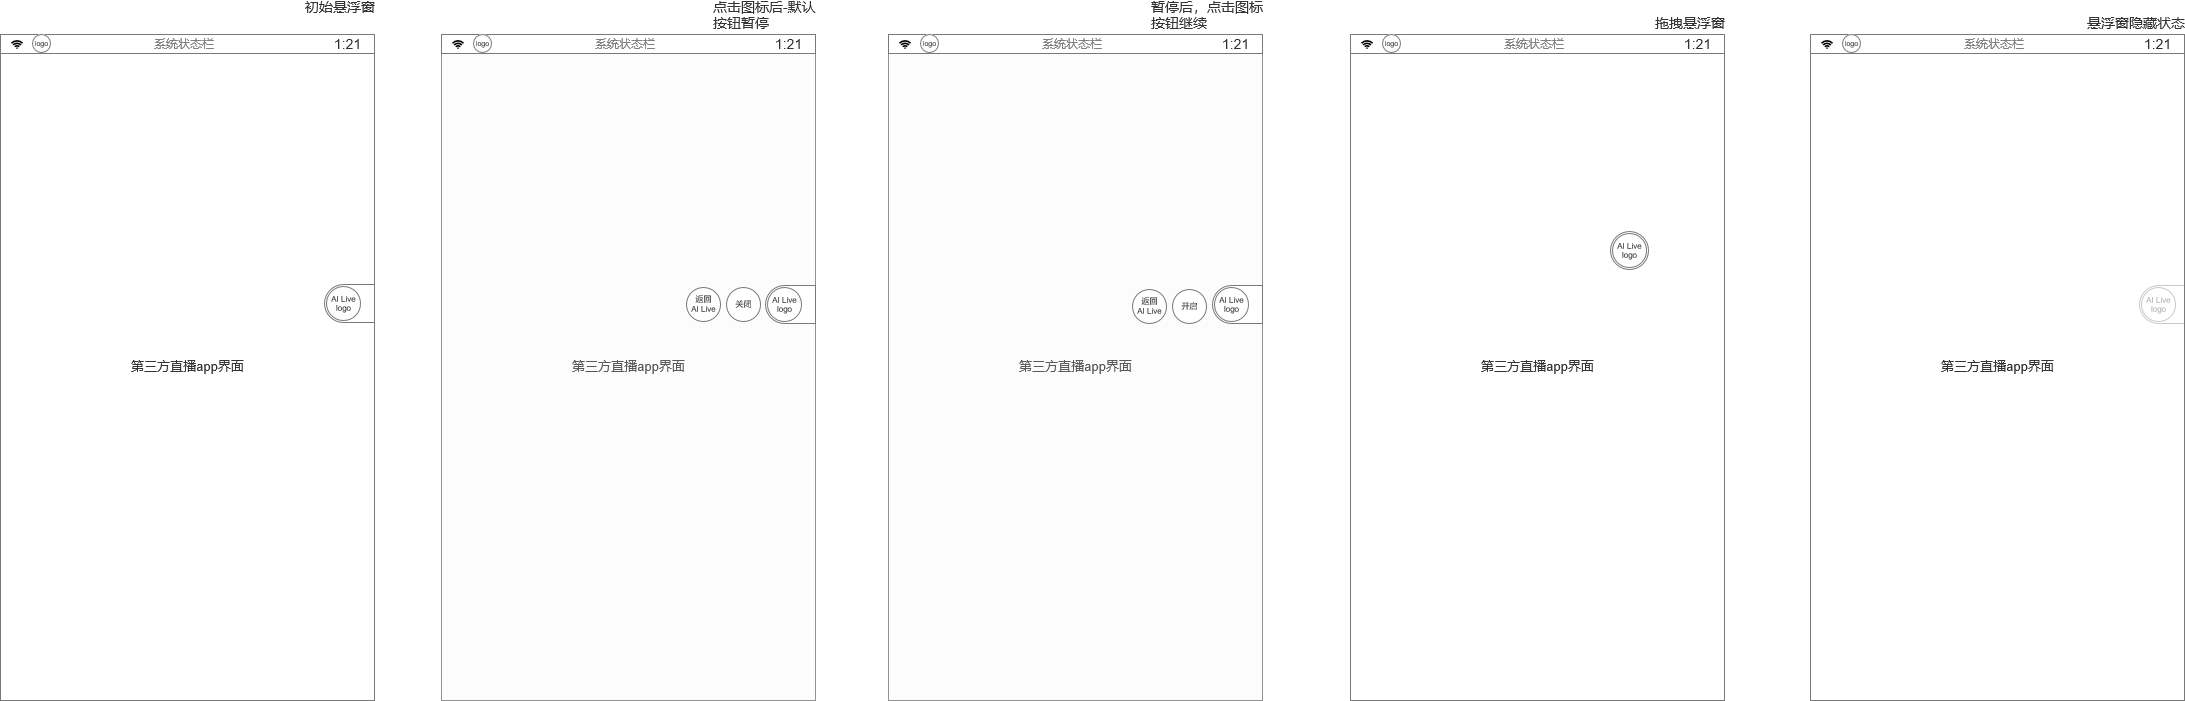 初始悬浮窗
logo
系统状态栏
1:21
AI Live
logo
第三方直播app界面
点击图标后-默认
按钮暂停
logo
系统状态栏
1:21
返回
AI Live
关闭
AI Live
logo
第三方直播app界面
暂停后，点击图标
按钮继续
logo
系统状态栏
1:21
返回
AI Live
开启
AI Live
logo
第三方直播app界面
拖拽悬浮窗
logo
系统状态栏
1:21
AI Live
logo
第三方直播app界面
悬浮窗隐藏状态
logo
系统状态栏
1:21
AI Live
logo
第三方直播app界面